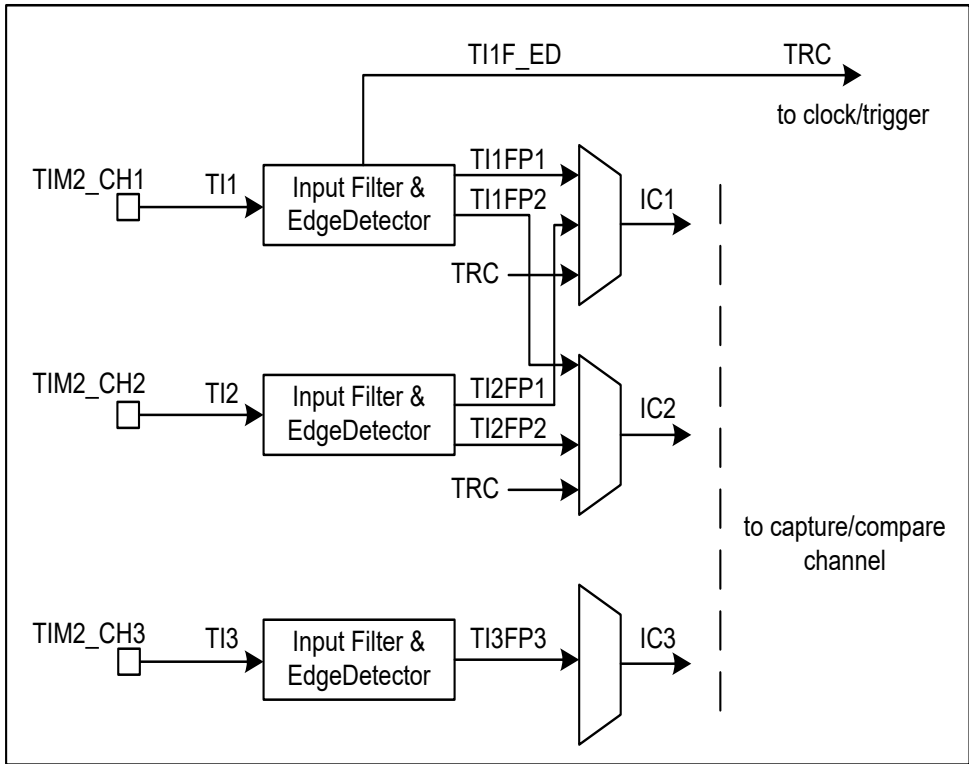 TI1F_ED
TRC
to clock/trigger
TIM2_CH1
TI1
Input Filter &
EdgeDetector
TI1FP1
TI1FP2
TRC
IC1
TIM2_CH2
TI2
Input Filter &
EdgeDetector
TI2FP1
TI2FP2
TRC
IC2
to capture/compare
channel
TIM2_CH3
TI3
Input Filter &
EdgeDetector
TI3FP3
IC3